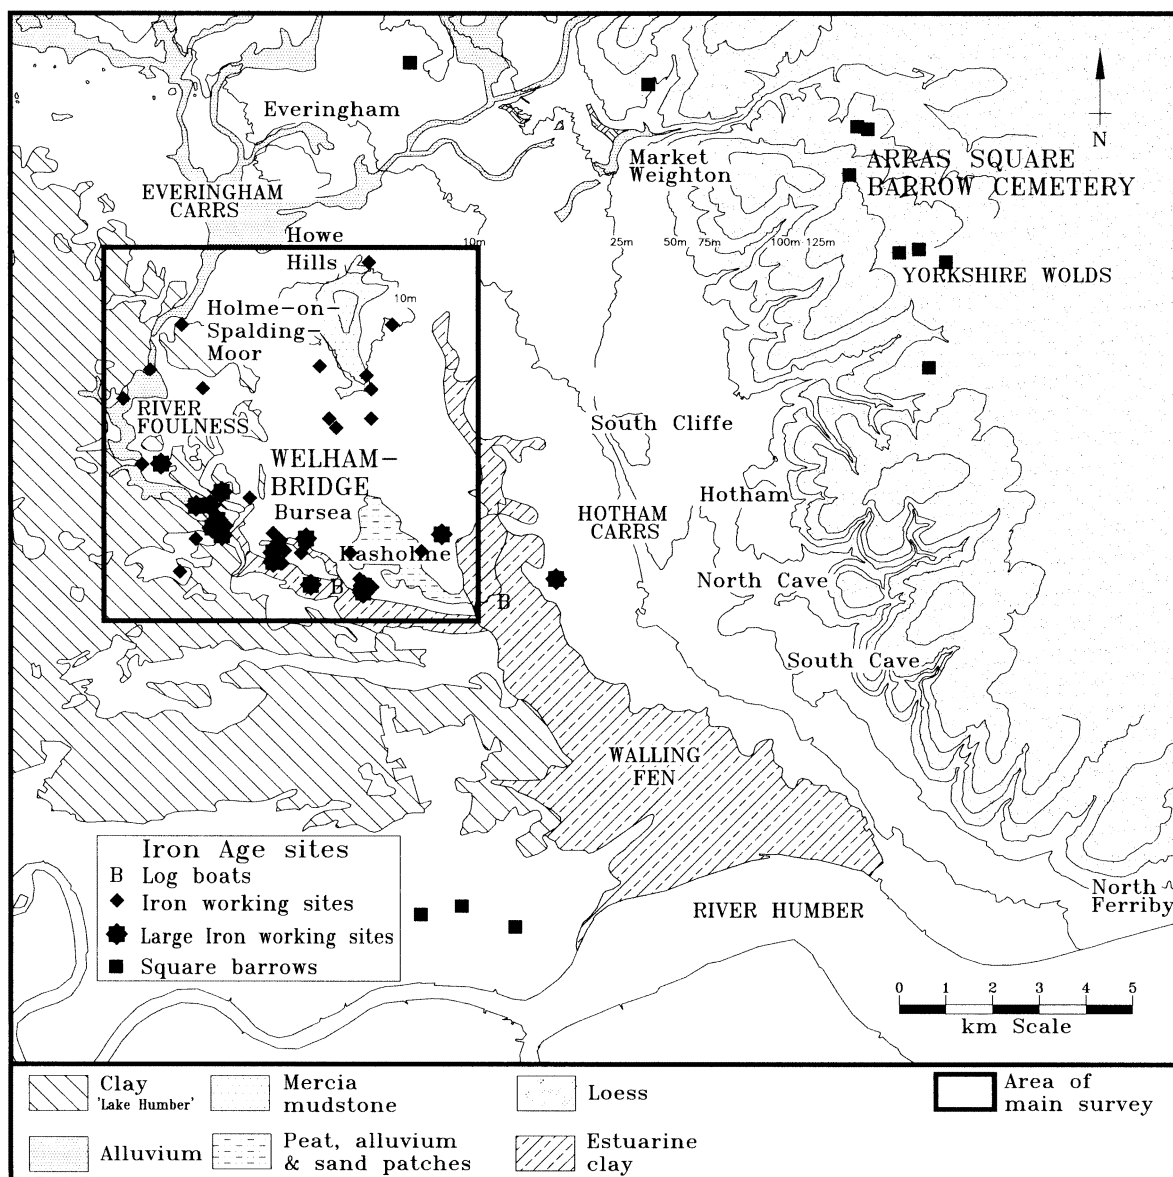 Everingham
N
Market
Weighton
ARRAS SQUARE
BARROW CEMETERY
EVERINGHAM
CARRS
Howe
Hills
10m
25m
50m
75m
100m
125m
YORKSHIRE WOLDS
Holme-on-
Spalding-
Moor
10m
RIVER
FOULNESS
South Cliffe
WELHAM-
BRIDGE
Bursea
Hasholme
Hotham
HOTHAM
CARRS
North Cave
B
B
South Cave
WALLING
FEN
Iron Age sites
B Log boats
Iron working sites
Large Iron working sites
Square barrows
North
Ferriby
RIVER HUMBER
0 1 2 3 4 5
km Scale
Clay
'Lake Humber'
Mercia
mudstone
Loess
Area of
main survey
Alluvium
Peat, alluvium
& sand patches
Estuarine
clay